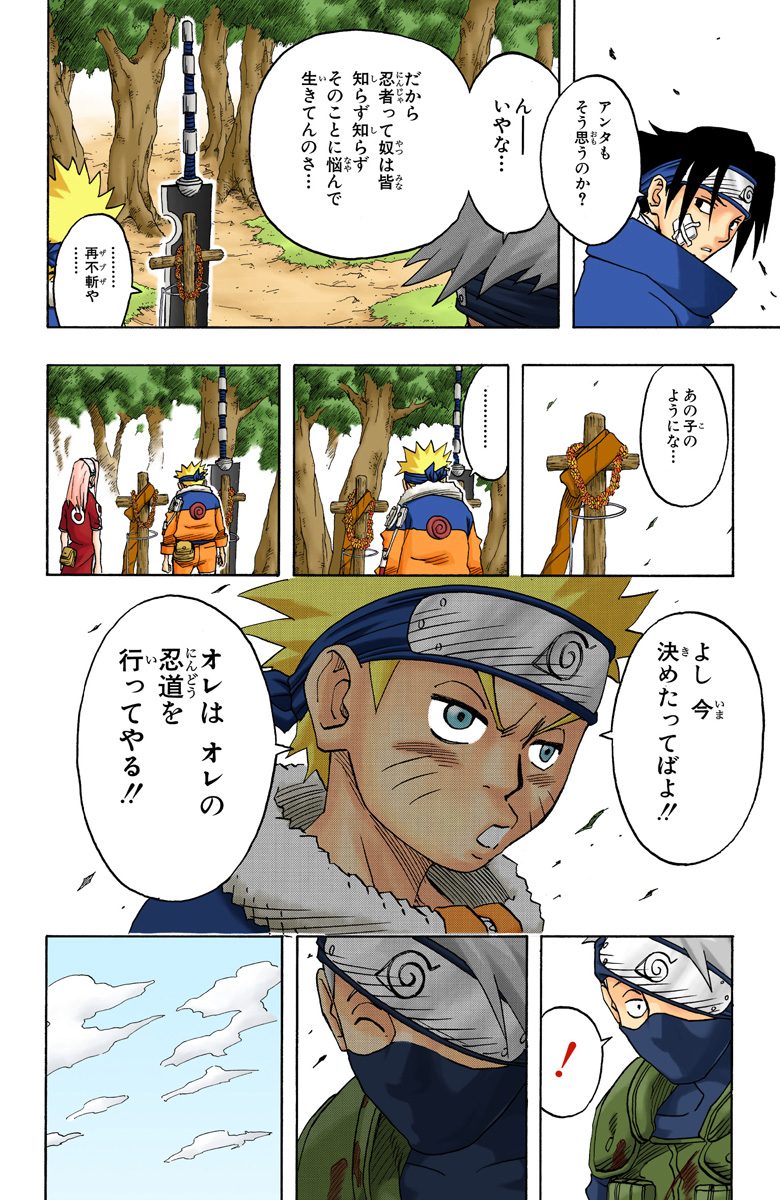 アンタも
そう思うのか？
んー
いやな…
だから
忍者って奴は皆
知らず知らず
そのことに悩んで
生きてんのさ…
………
再不斬や
あの子の
ようにな…
………
よし 今
決めたってばよ!!
オレは オレの
忍道を
行ってやる!!
！